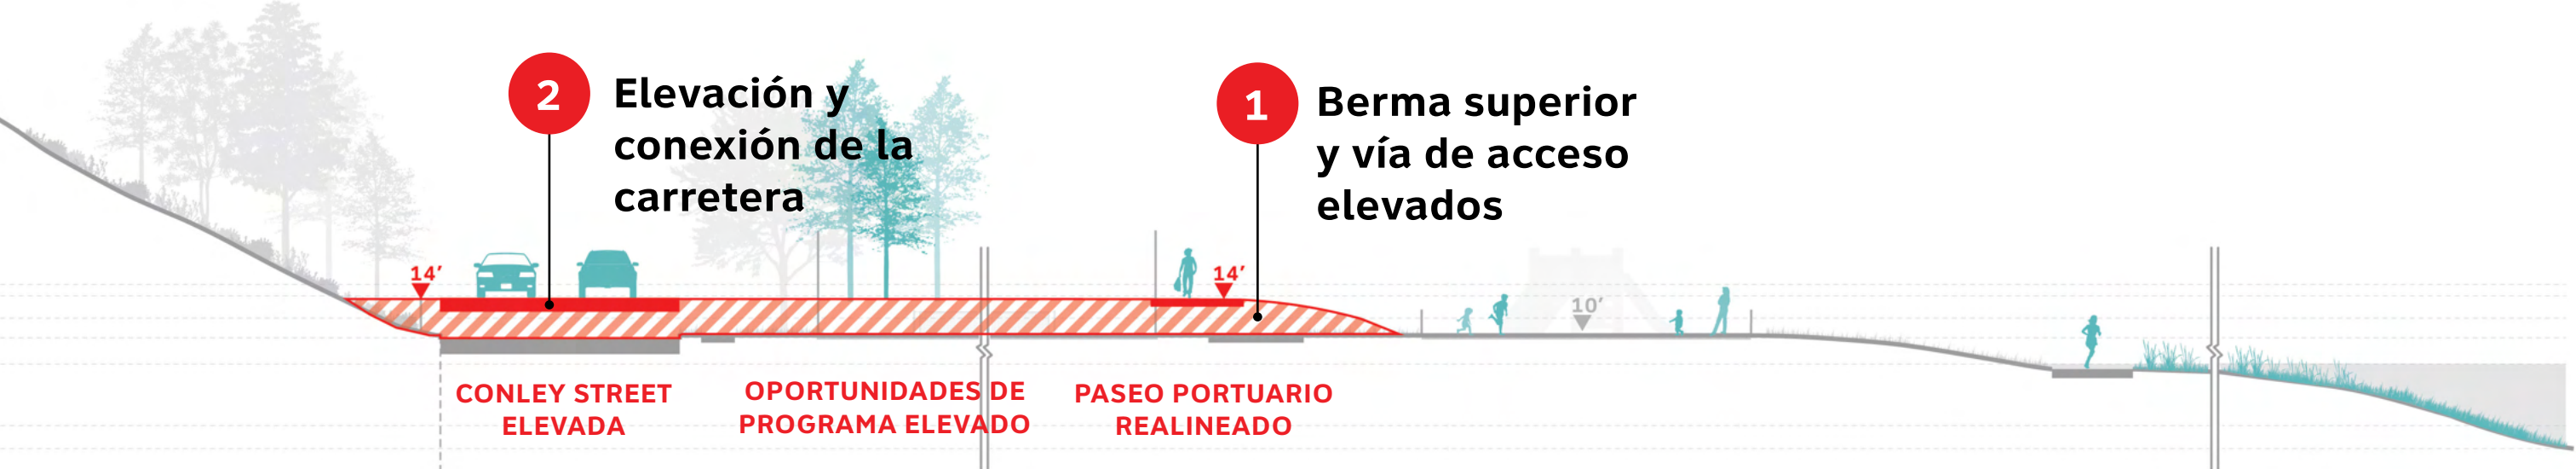 2
Elevación y
conexión de la
carretera
1
Berma superior
y vía de acceso
elevados
14′
14′
10′
CONLEY STREET
ELEVADA
OPORTUNIDADES DE
PROGRAMA ELEVADO
PASEO PORTUARIO
REALINEADO